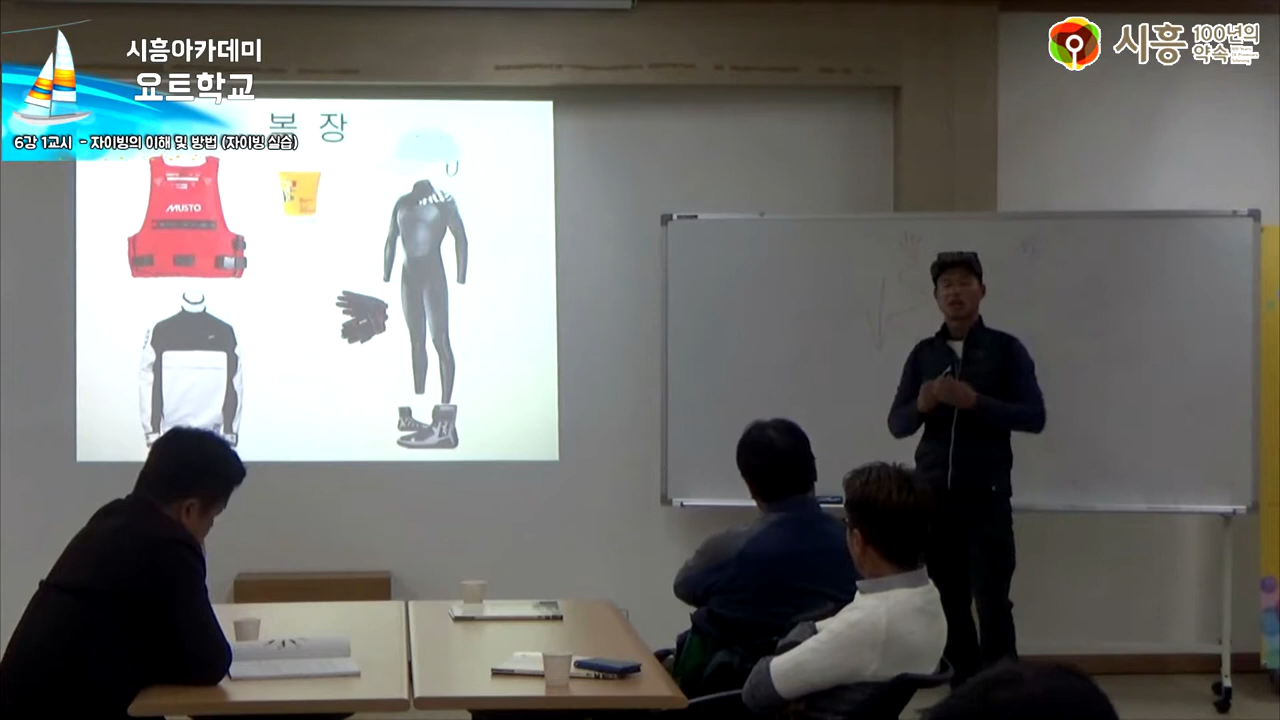 시흥아카데미
요트학교
6강 1교시 - 자이빙의 이해 및 방법 (자이빙 실습)
시흥 100년의
약속
복 장
MUSTO